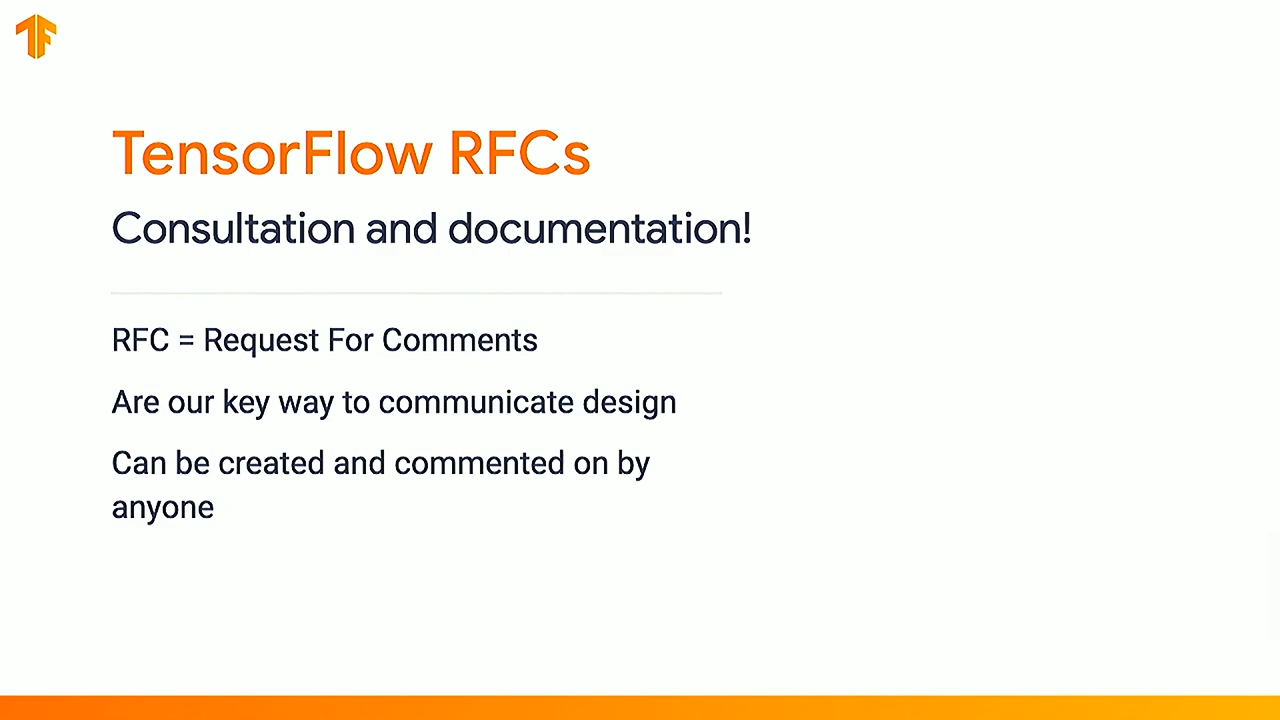 TensorFlow RFCs
Consultation and documentation!
RFC = Request For Comments
Are our key way to communicate design
Can be created and commented on by
anyone